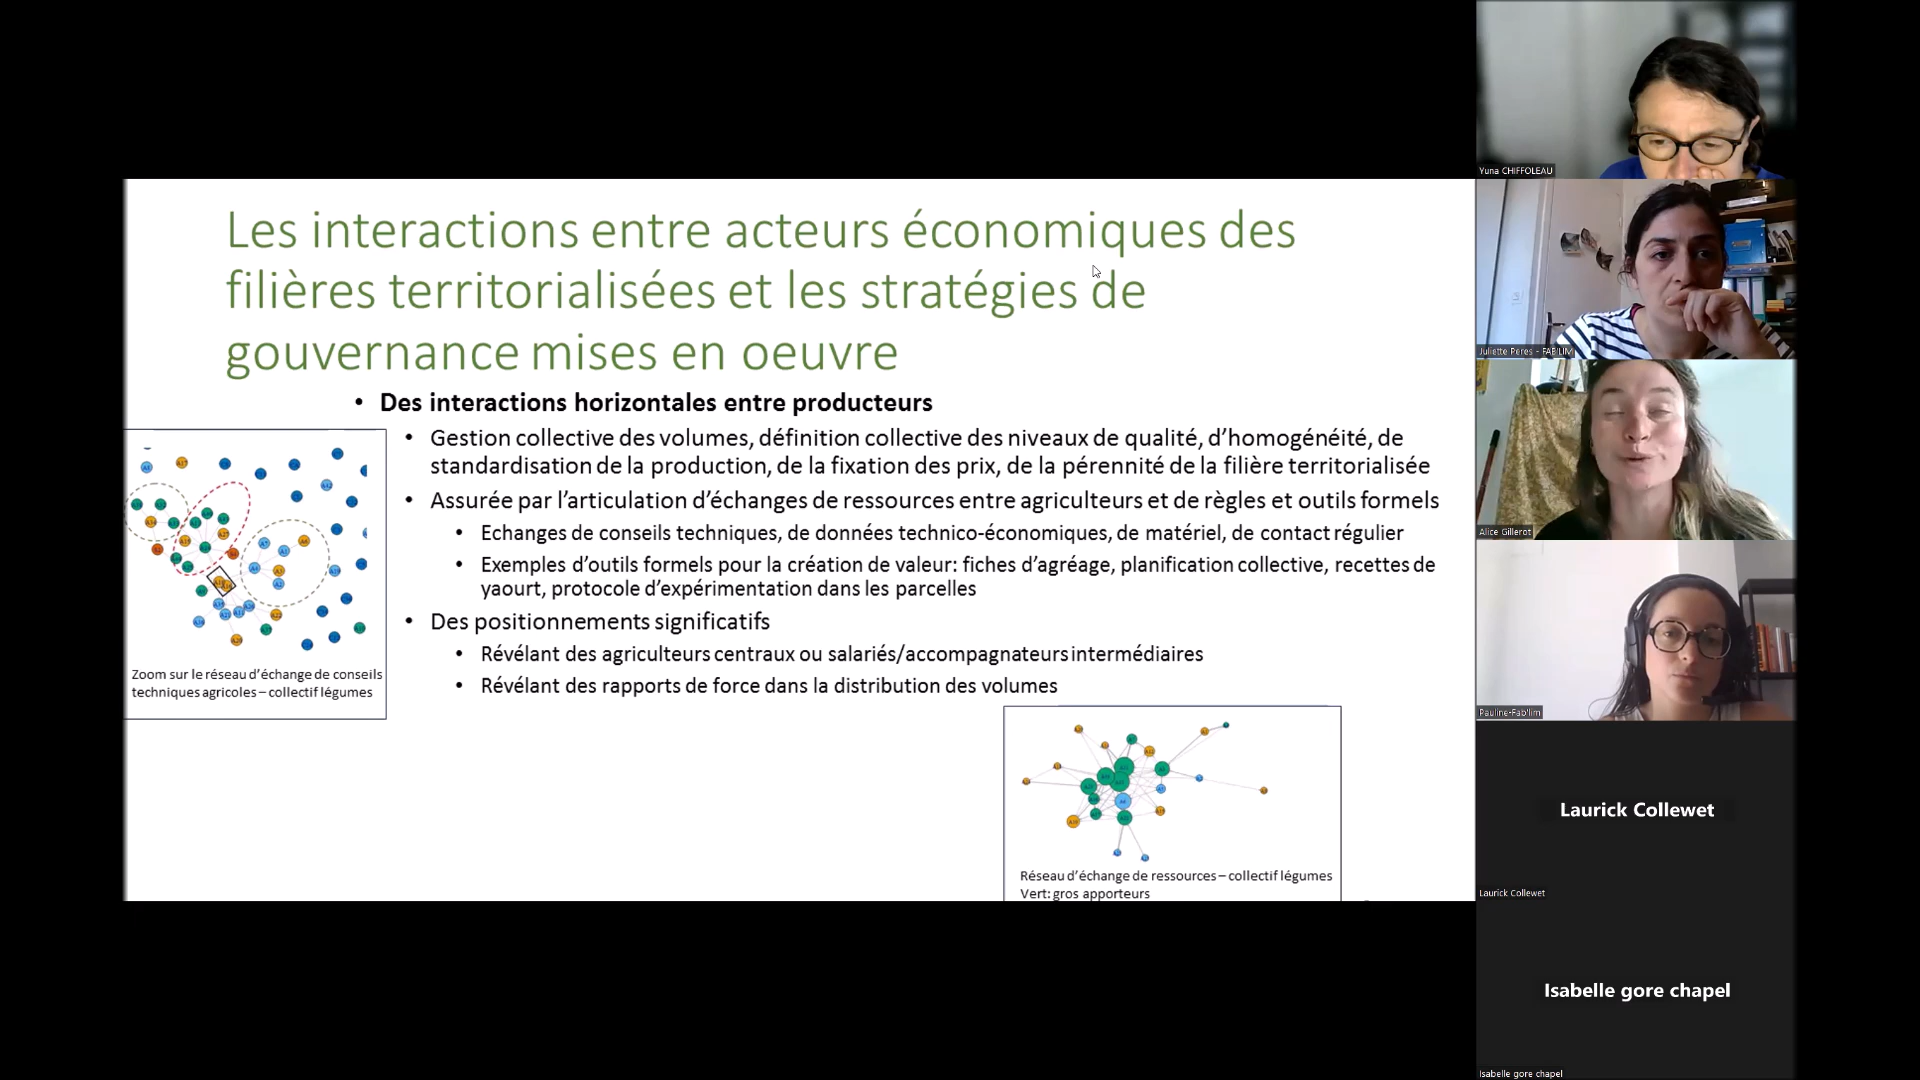 Les interactions entre acteurs économiques des
filières territorialisées et les stratégies de
gouvernance mises en oeuvre
• Des interactions horizontales entre producteurs
• Gestion collective des volumes, définition collective des niveaux de qualité, d’homogénéité, de
standardisation de la production, de la fixation des prix, de la pérennité de la filière territorialisée
• Assurée par l’articulation d’échanges de ressources entre agriculteurs et de règles et outils formels
• Echanges de conseils techniques, de données technico-économiques, de matériel, de contact régulier
• Exemples d’outils formels pour la création de valeur: fiches d’agréage, planification collective, recettes de
yaourt, protocole d’expérimentation dans les parcelles
• Des positionnements significatifs
• Révélant des agriculteurs centraux ou salariés/accompagnateurs intermédiaires
• Révélant des rapports de force dans la distribution des volumes
Zoom sur le réseau d’échange de conseils
techniques agricoles – collectif légumes
Réseau d’échange de ressources – collectif légumes
Vert: gros apporteurs
Yuna CHIFFOLEAU
Juliette Peres - FAB'LIM
Alice Gillerot
Pauline-Fab'lim
Laurick Collewet
Laurick Collewet
Isabelle gore chapel
Isabelle gore chapel